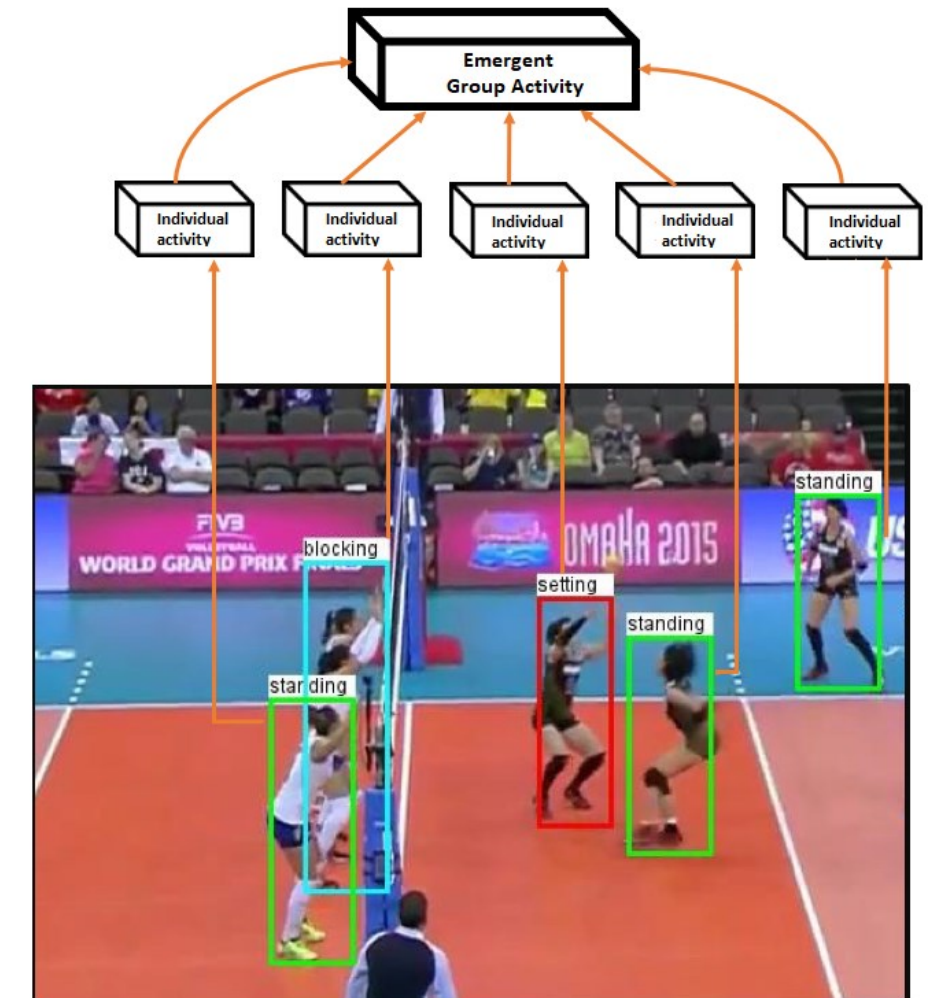 Emergent
Group Activity
Individual
activity
Individual
activity
Individual
activity
Individual
activity
Individual
activity
standing
FIVB
VOLLEYBALL
WORLD GRAND PRIX FINALS
OMAHA 2015
US
blocking
setting
standing
standing